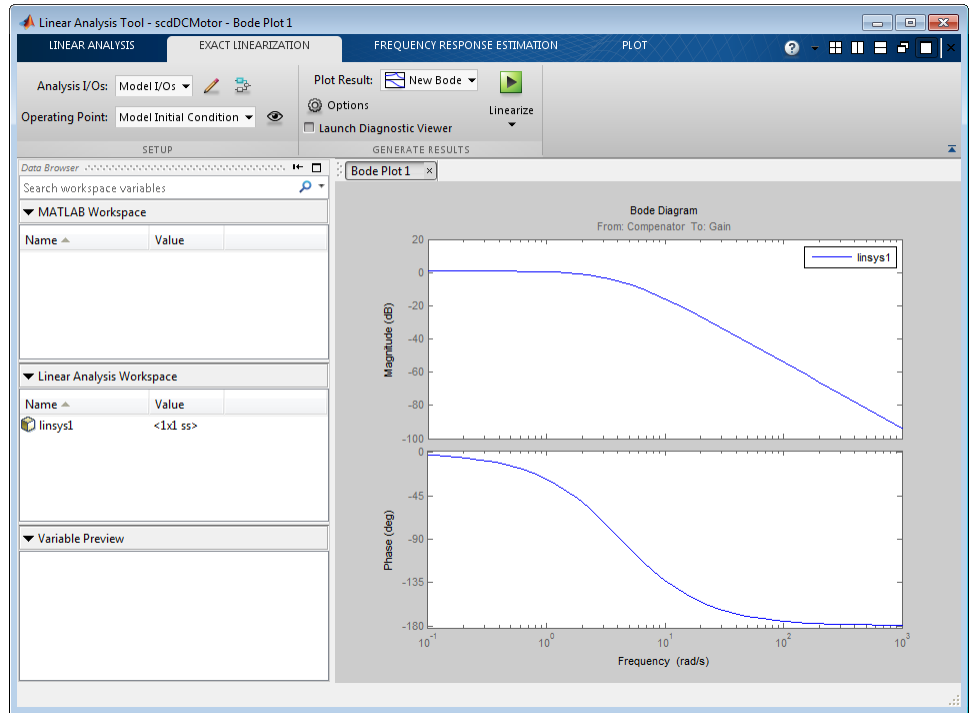 Linear Analysis Tool - scdDCMotor - Bode Plot 1
LINEAR ANALYSIS EXACT LINEARIZATION FREQUENCY RESPONSE ESTIMATION PLOT
?
Analysis I/Os: Model I/Os
Operating Point: Model Initial Condition
SETUP
Plot Result: New Bode
Options
Launch Diagnostic Viewer
Linearize
GENERATE RESULTS
Data Browser
Search workspace variables
MATLAB Workspace
Name Value
Linear Analysis Workspace
Name Value
linsys1 <1x1 ss>
Variable Preview
Bode Plot 1 ×
Bode Diagram
From: Compenator To: Gain
linsys1
Magnitude (dB)
20
0
-20
-40
-60
-80
-100
Phase (deg)
0
-45
-90
-135
-180
10^-1 10^0 10^1 10^2 10^3
Frequency (rad/s)